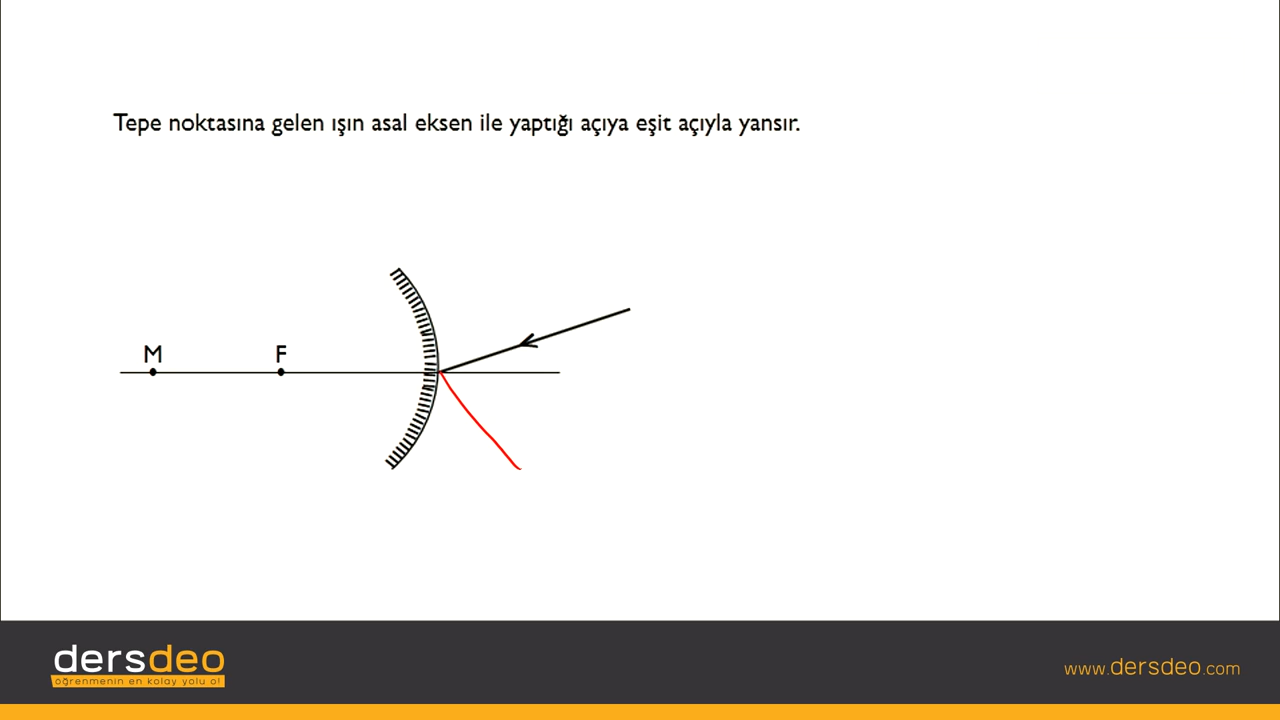 Tepe noktasına gelen ışın asal eksen ile yaptığı açıya eşit açıyla yansır.
M F
dersdeo
öğrenmenin en kolay yolu o!
www.dersdeo.com